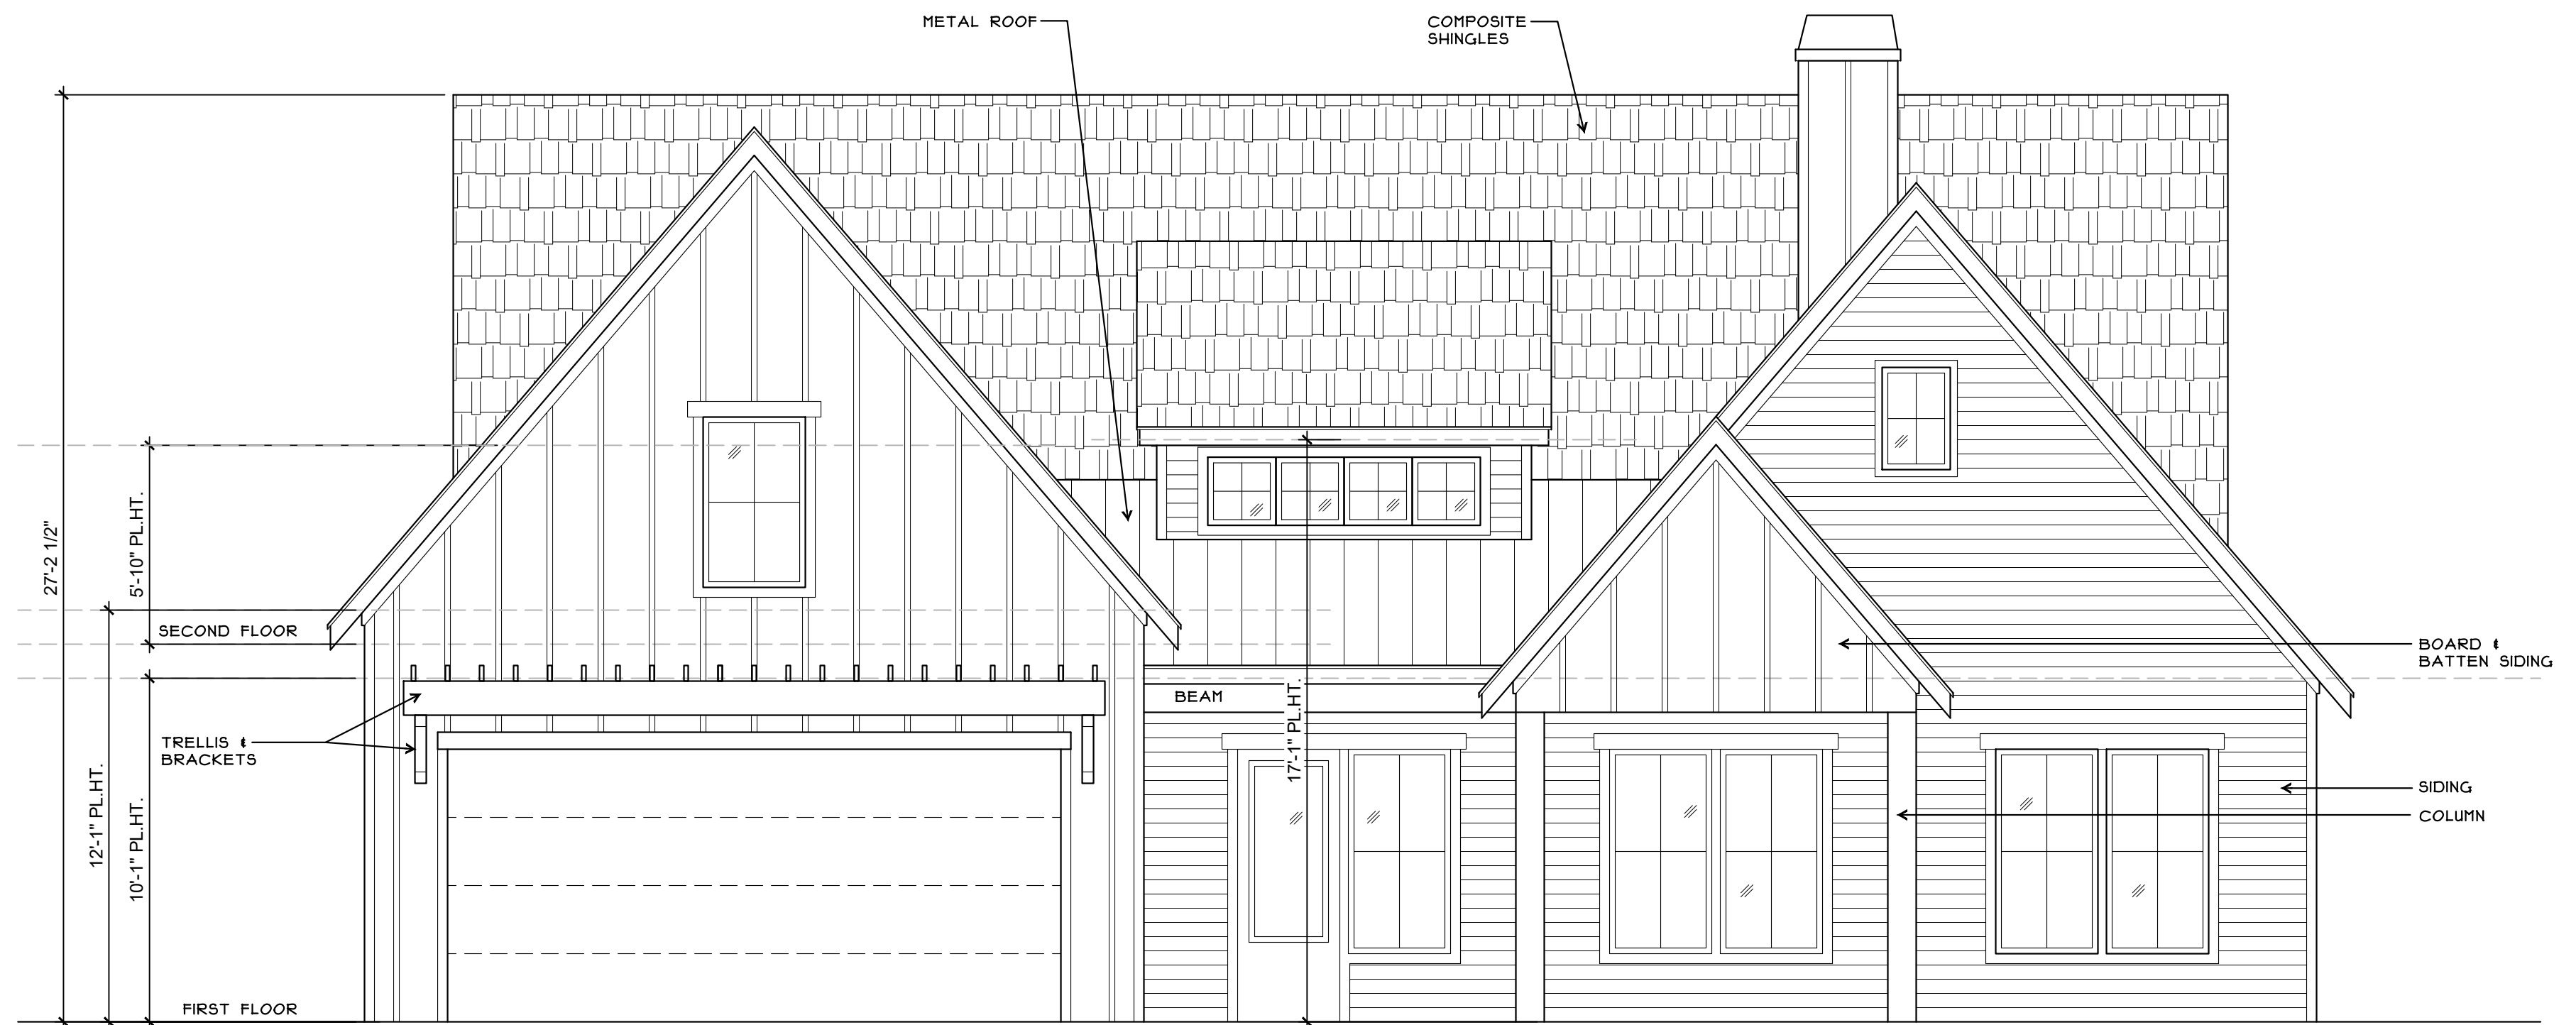 METAL ROOF
COMPOSITE
SHINGLES
27'-2 1/2"
5'-10" PL.HT.
SECOND FLOOR
12'-1" PL.HT.
10'-1" PL.HT.
TRELLIS &
BRACKETS
FIRST FLOOR
BEAM
17'-1" PL.HT.
BOARD &
BATTEN SIDING
SIDING
COLUMN